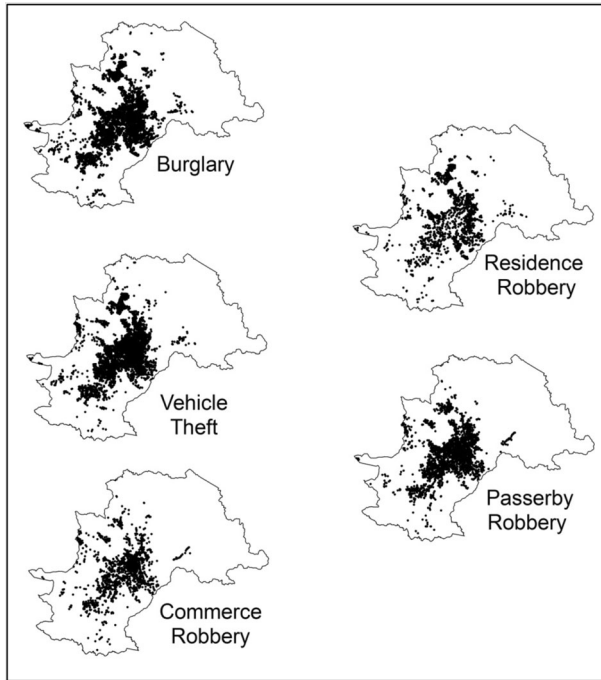 Burglary
Residence
Robbery
Vehicle
Theft
Passerby
Robbery
Commerce
Robbery